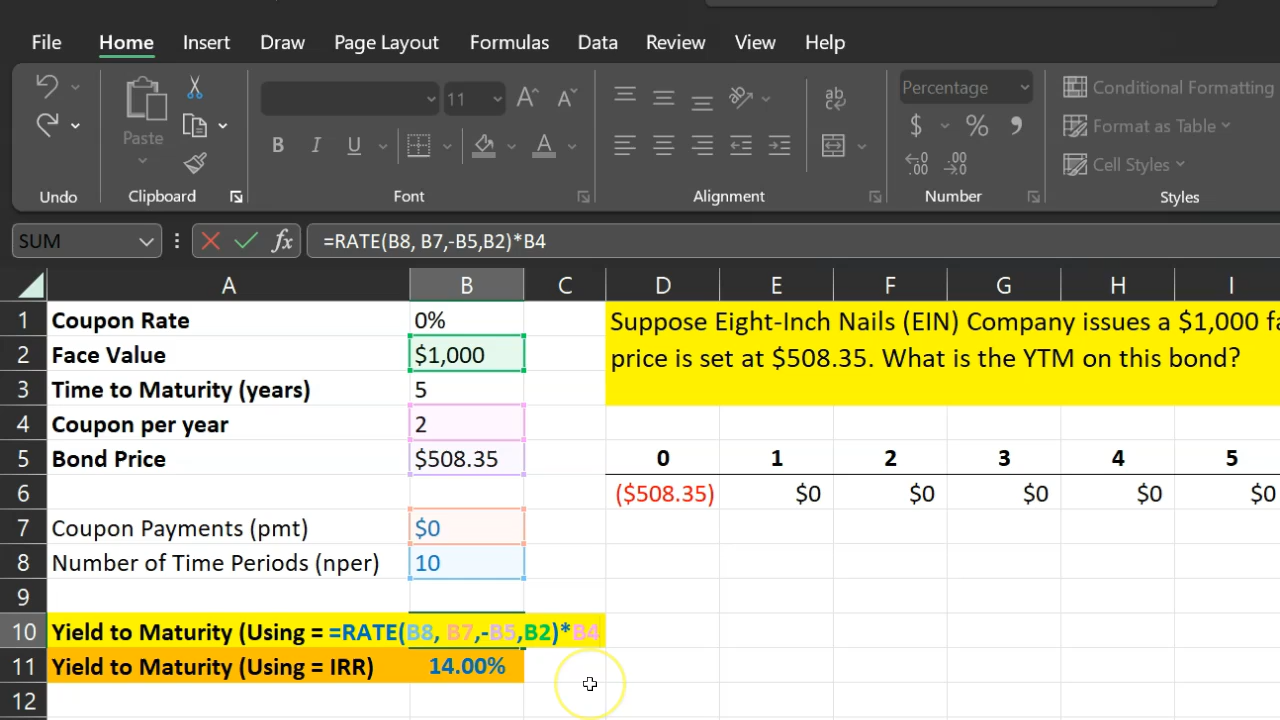 File Home Insert Draw Page Layout Formulas Data Review View Help
11 A A ab Percentage Conditional Formatting
Paste $ % Format as Table
B I U A Cell Styles
Undo Clipboard Font Alignment Number Styles
SUM fx =RATE(B8, B7,-B5,B2)*B4
A B C D E F G H I
1 Coupon Rate 0% Suppose Eight-Inch Nails (EIN) Company issues a $1,000 fa
2 Face Value $1,000 price is set at $508.35. What is the YTM on this bond?
3 Time to Maturity (years) 5
4 Coupon per year 2
5 Bond Price $508.35 0 1 2 3 4 5
6 ($508.35) $0 $0 $0 $0 $0
7 Coupon Payments (pmt) $0
8 Number of Time Periods (nper) 10
9
10 Yield to Maturity (Using = =RATE(B8, B7,-B5,B2)*B4
11 Yield to Maturity (Using = IRR) 14.00%
12